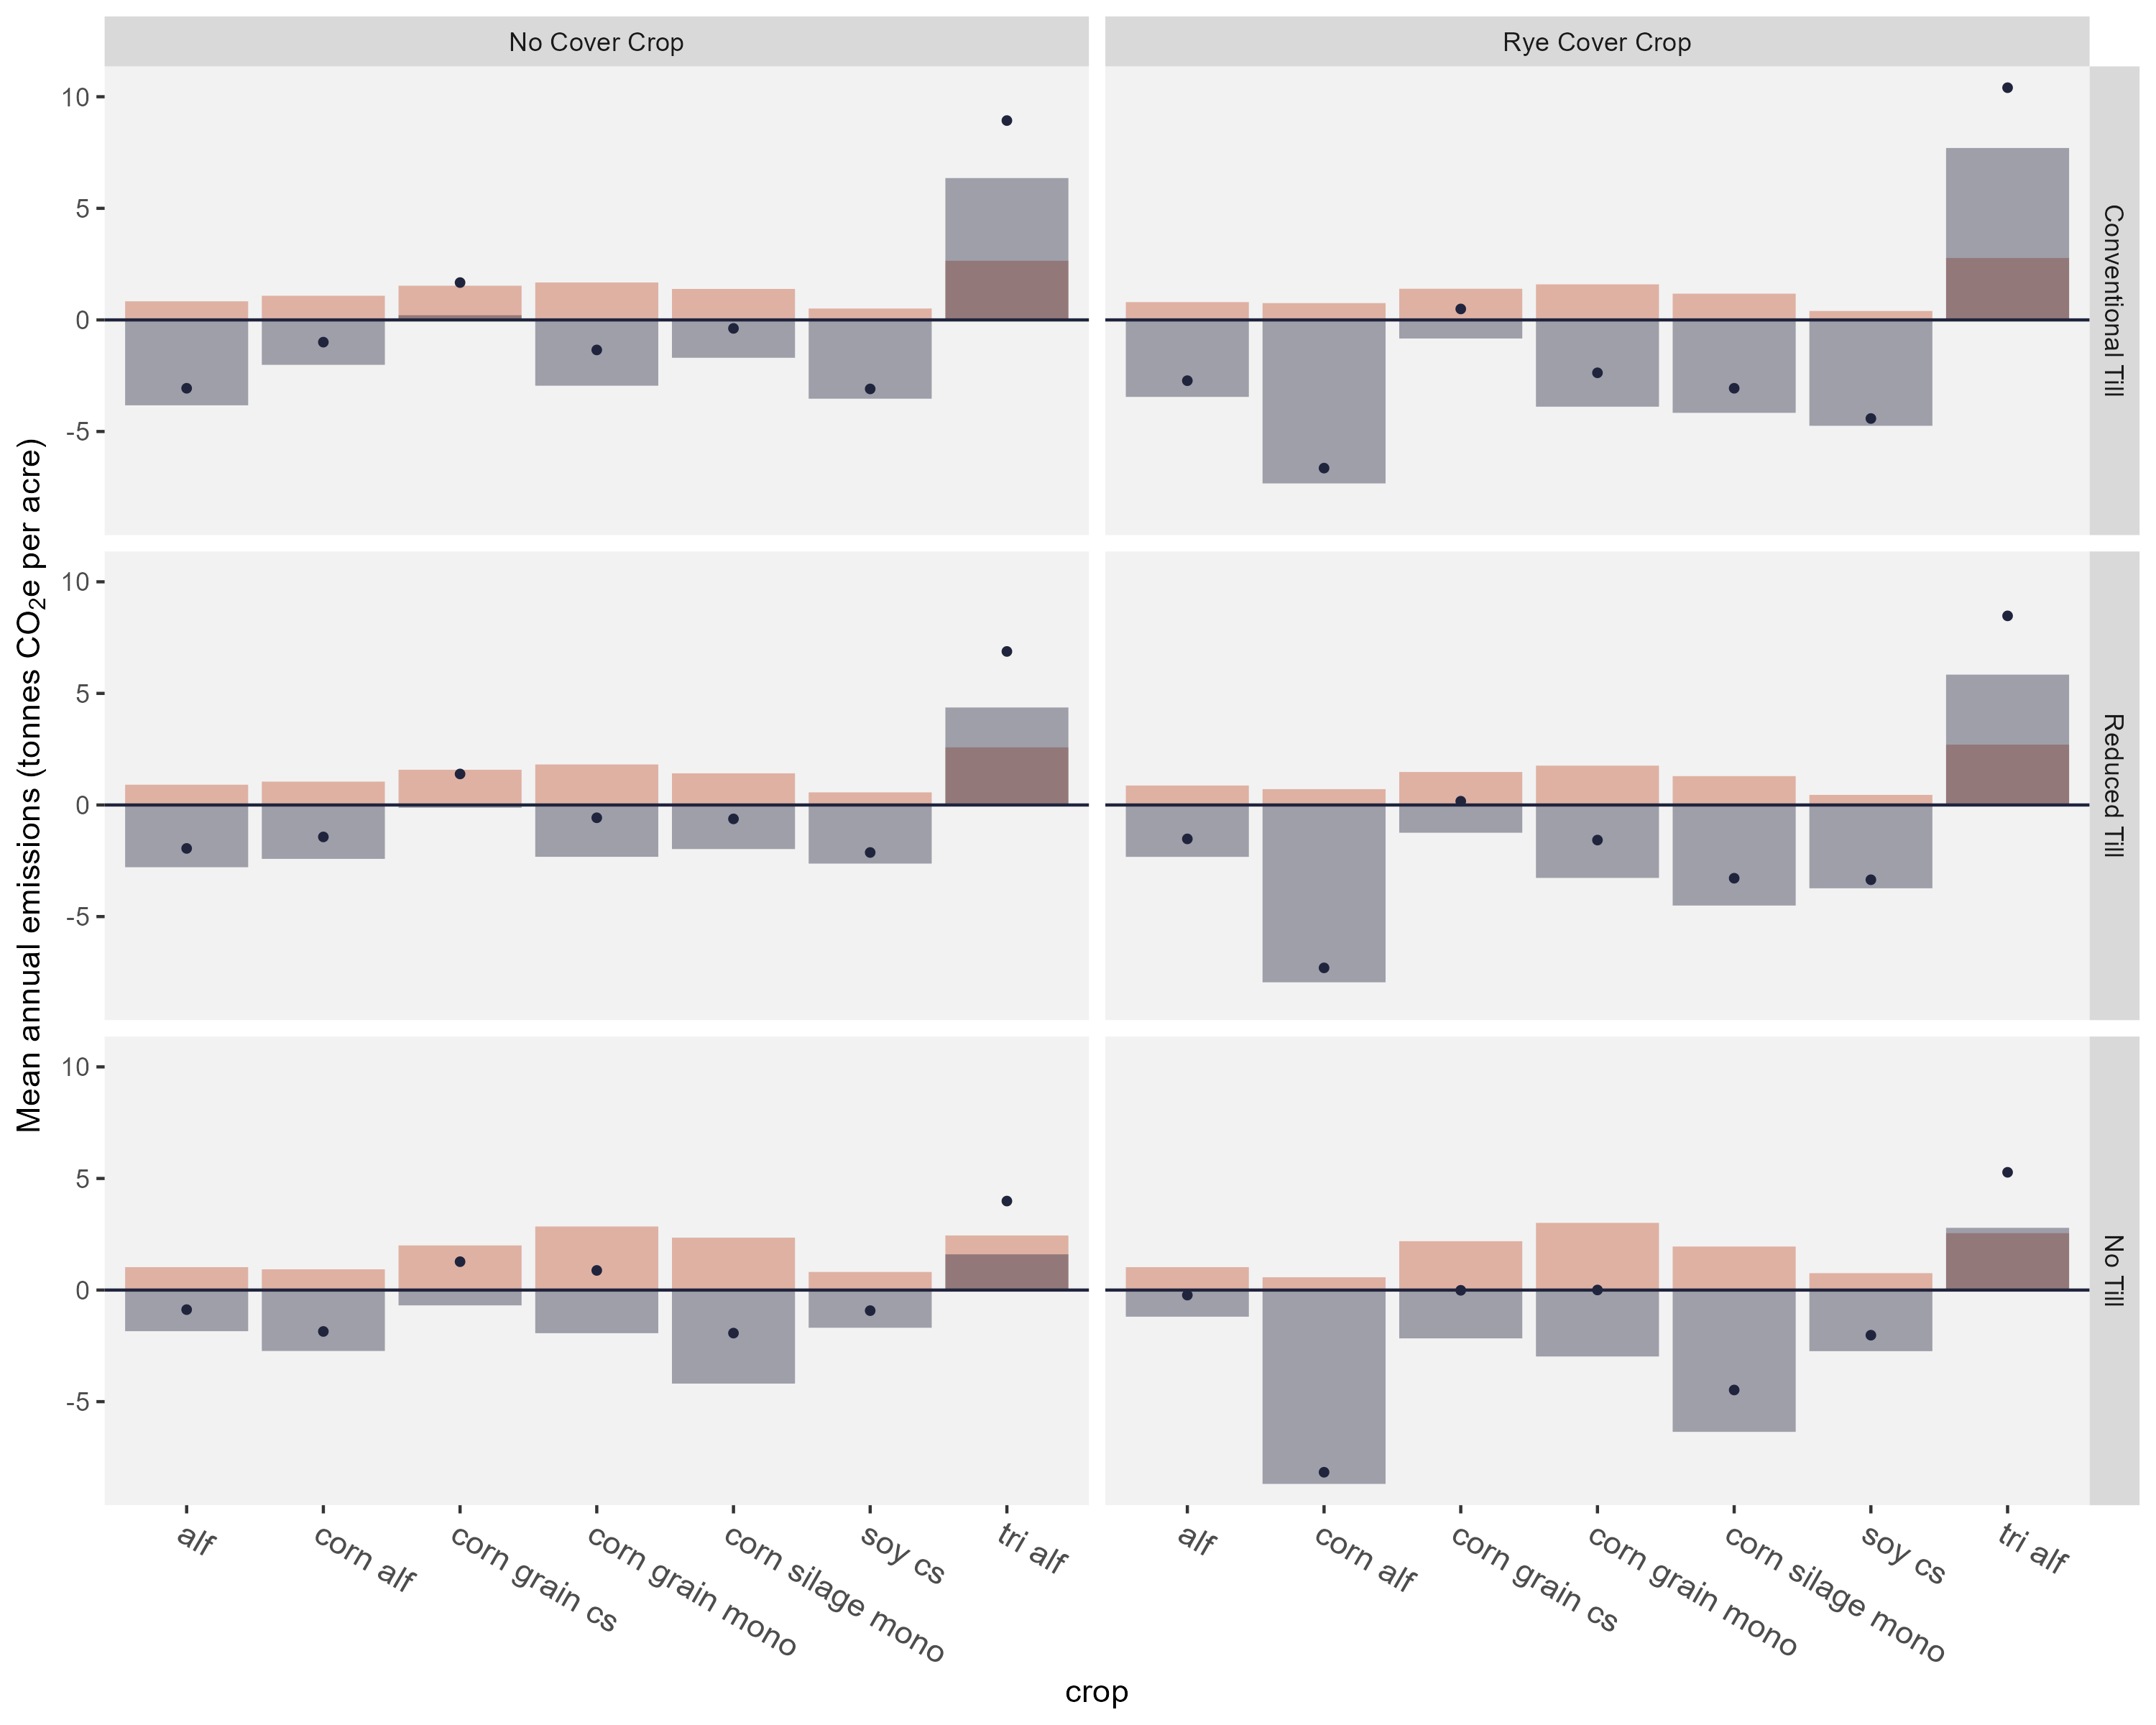 No Cover Crop
Rye Cover Crop
10
5
0
-5
Conventional Till
10
5
0
-5
Reduced Till
10
5
0
-5
No Till
Mean annual emissions (tonnes CO₂e per acre)
alf
corn alf
corn grain cs
corn grain mono
corn silage mono
soy cs
tri alf
alf
corn alf
corn grain cs
corn grain mono
corn silage mono
soy cs
tri alf
crop